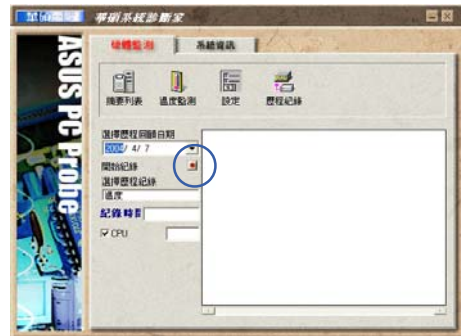 華碩系統診斷家
硬體監測 系統資訊
ASUS PC Probe
摘要列表 溫度監測 設定 歷程紀錄
選擇歷程回顧日期
2004/ 4/ 7
開始紀錄
選擇歷程紀錄
溫度
紀錄時間
CPU